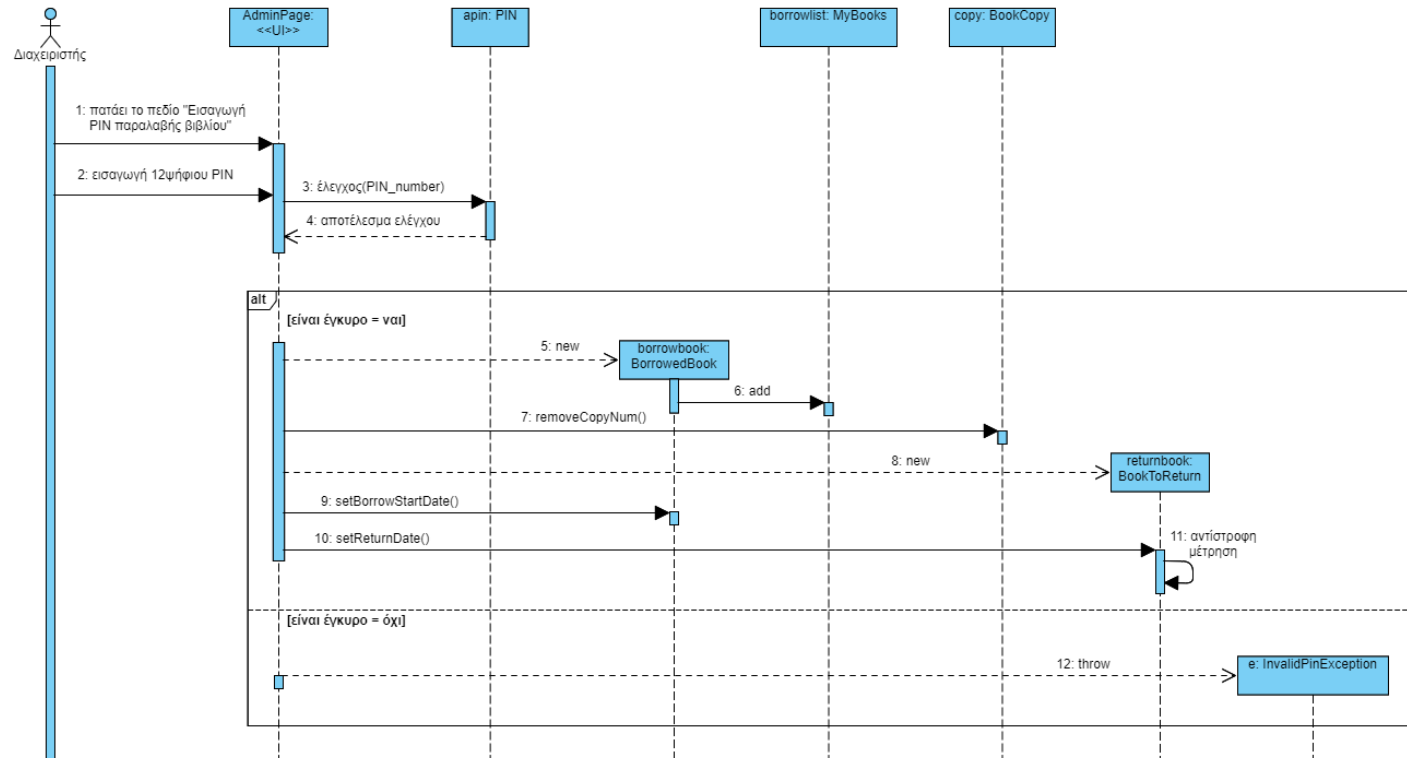 AdminPage:
<<UI>>
apin: PIN
borrowlist: MyBooks
copy: BookCopy
Διαχειριστής
1: πατάει το πεδίο "Εισαγωγή
PIN παραλαβής βιβλίου"
2: εισαγωγή 12ψήφιου PIN
3: έλεγχος(PIN_number)
4: αποτέλεσμα ελέγχου
alt
[είναι έγκυρο = ναι]
5: new
borrowbook:
BorrowedBook
6: add
7: removeCopyNum()
8: new
returnbook:
BookToReturn
9: setBorrowStartDate()
10: setReturnDate()
11: αντίστροφη
μέτρηση
[είναι έγκυρο = όχι]
12: throw
e: InvalidPinException